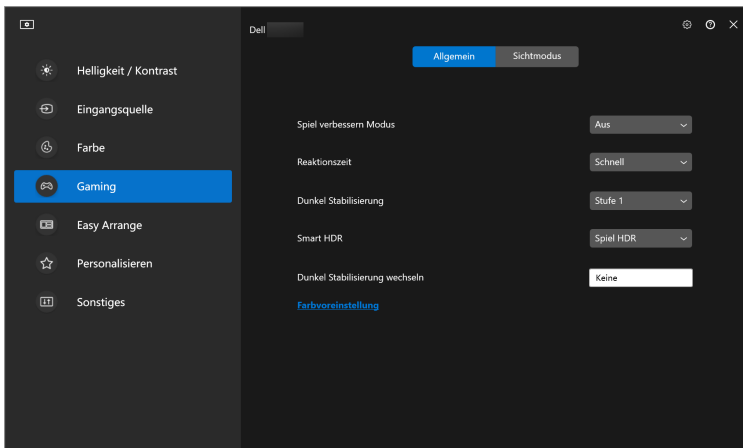 Dell
Allgemein
Sichtmodus
Helligkeit / Kontrast
Eingangsquelle
Farbe
Gaming
Easy Arrange
Personalisieren
Sonstiges
Spiel verbessern Modus
Aus
Reaktionszeit
Schnell
Dunkel Stabilisierung
Stufe 1
Smart HDR
Spiel HDR
Dunkel Stabilisierung wechseln
Keine
Farbvoreinstellung